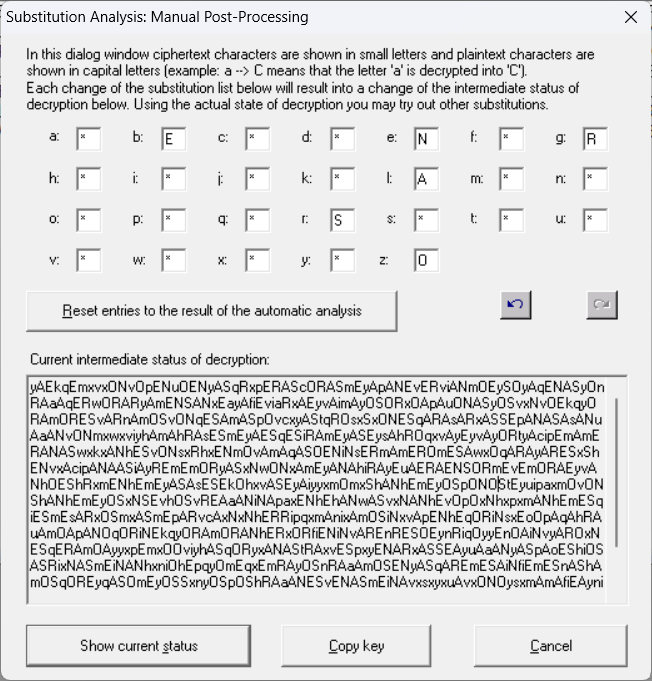 Substitution Analysis: Manual Post-Processing
In this dialog window ciphertext characters are shown in small letters and plaintext characters are
shown in capital letters (example: a --> C means that the letter 'a' is decrypted into 'C').
Each change of the substitution list below will result into a change of the intermediate status of
decryption below. Using the actual state of decryption you may try out other substitutions.
a: * b: E c: * d: * e: N f: * g: R
h: * i: * j: * k: * l: A m: * n: *
o: * p: * q: * r: S s: * t: * u: *
v: * w: * x: * y: * z: O
Reset entries to the result of the automatic analysis
Current intermediate status of decryption:
yAEkqEmxvxONvOpENuOENyASqRxpERAScORASmEyApANEvERviANmOEySOyAqENASyOn
RAaAqERwORARyAmENSANxEayAfiEviaRxAEyvAimAyOSORxOApAuONASyOSvxNvOEkqyO
RAmORESvARnAmOSvONqESAmASpOvcxyAStqROsxSxONESqARAsARxASSEpANASAsANu
AaANvONmxwxviyhAmAhRAsESmEyAESqESiRAmEyASEysAhROqxvAyEvyAyORtyAcipEmAmE
RANASwxkxANhESvONsxRhxENmOvAmAqASOENiNsERmAmEROmESAwxOqARAyARESxSh
ENvxAcipANAASiAyREmEmORyASxNwONxAmEyANAhiRAyEuAERAENSORmEvEmORAEyvA
NhOEShRxmENhEmEyASAsESEkOhxvASEyAiyyxmOmxShANhEmEyOSpONOStEyuipaxmOvON
ShANhEmEyOSxNSEvhOSvREAaANiNApaxENhEhANwASvxNANhEvOpOxNhxpxmANhEmESq
iESmEsARxOSmxASmEpARvcAxNxNhERRipqxmAnixAmOSiNxvApENhEqORiNsxEoOpAqAhRA
uAmOApANOqORiNEkqyORAmORANhERxORfiENiNvAREnRESOEynRiqOyyEnOAiNvyAROxN
ESqERAmOAyyxpEmxOOviyhASqORyxANAStRAxvESpxyENARxASSEAyuAaANyASpAoEShiOS
ASRixNASmEiNANhxniOhEpqyOmEqxEmRAyOSnRAaAmOSENyASqAREmESAiNfiEmESnAShA
mOSqOREyqASOmEyOSSxnyOSpOShRAaANESvENASmEiNAvxsxyxuAvxONOysxmAmAfiEAyni
Show current status
Copy key
Cancel